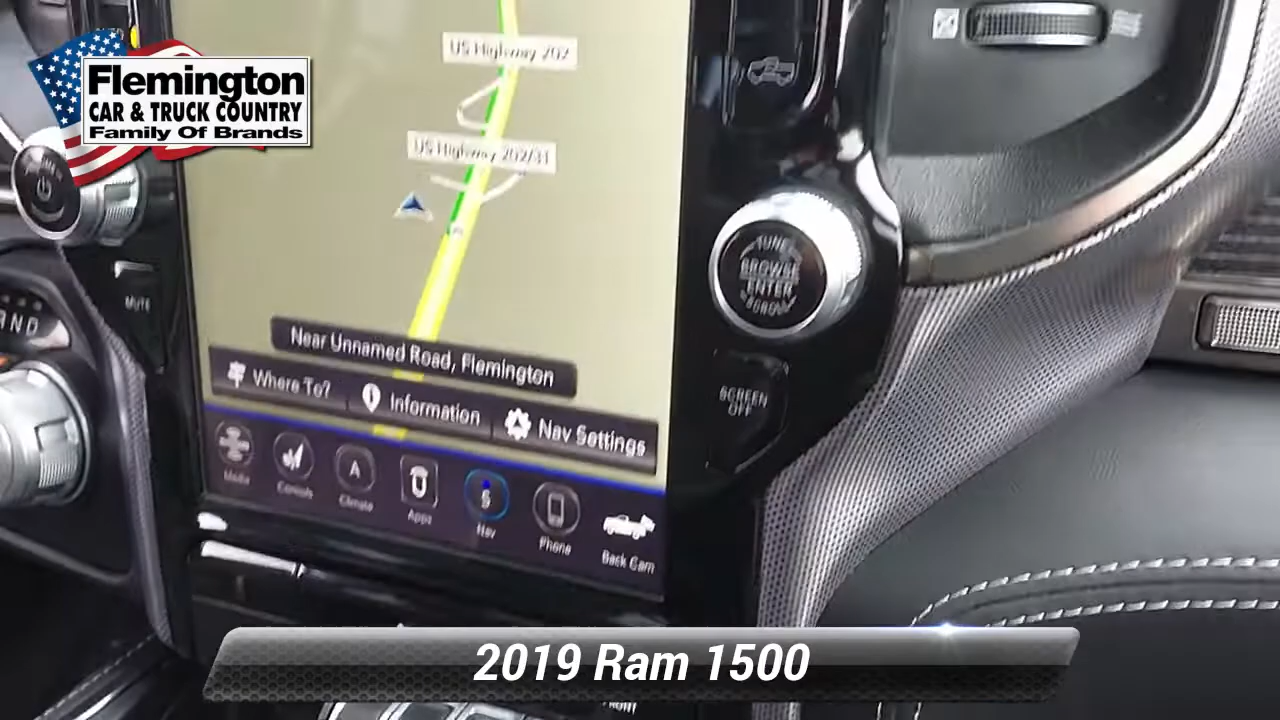 US Highway 202
Flemington
CAR & TRUCK COUNTRY
Family Of Brands
US Highway 202/31
TUNE
BROWSE
ENTER
SCROLL
MUTE
R N D
Near Unnamed Road, Flemington
Where To?
Information
Nav Settings
SCREEN
OFF
A
Media
Controls
Climate
Apps
Nav
Phone
Back Cam
2019 Ram 1500
FRONT